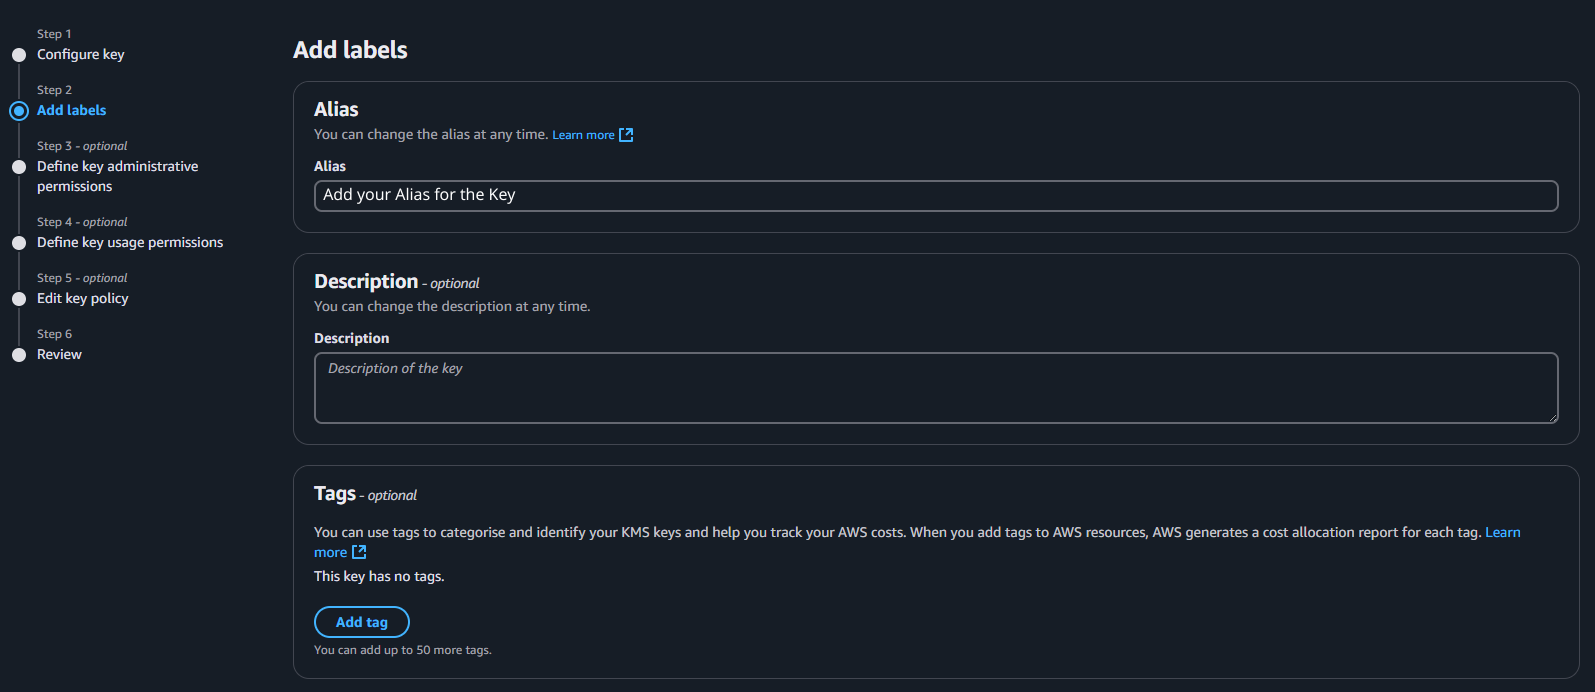 Step 1
Configure key
Step 2
Add labels
Step 3 - optional
Define key administrative
permissions
Step 4 - optional
Define key usage permissions
Step 5 - optional
Edit key policy
Step 6
Review
Add labels
Alias
You can change the alias at any time. Learn more
Alias
Add your Alias for the Key
Description - optional
You can change the description at any time.
Description
Description of the key
Tags - optional
You can use tags to categorise and identify your KMS keys and help you track your AWS costs. When you add tags to AWS resources, AWS generates a cost allocation report for each tag. Learn
more
This key has no tags.
Add tag
You can add up to 50 more tags.